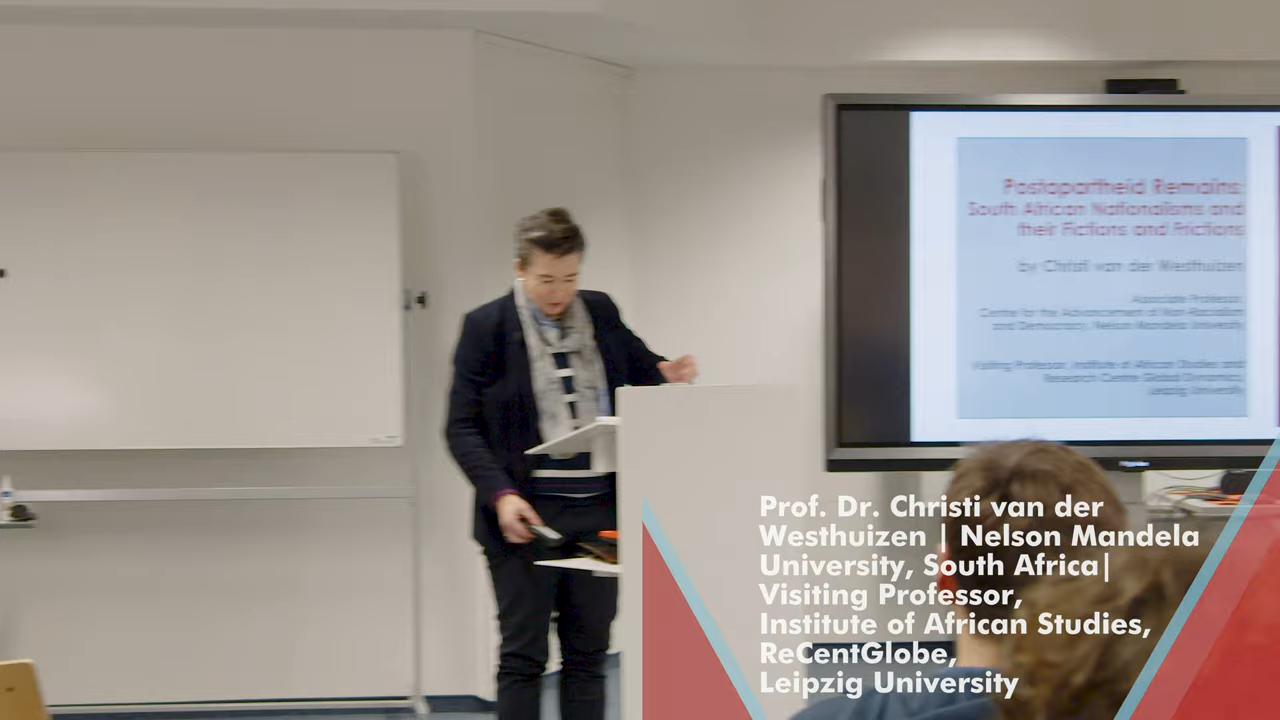 Postapartheid Remains:
South African Nationalisms and
their Fictions and Frictions
by Christi van der Westhuizen
Associate Professor,
Centre for the Advancement of Non-Racialism
and Democracy, Nelson Mandela University
Visiting Professor, Institute of African Studies and
Research Centre Global Dynamics
Leipzig University
Prof. Dr. Christi van der
Westhuizen | Nelson Mandela
University, South Africa|
Visiting Professor,
Institute of African Studies,
ReCentGlobe,
Leipzig University